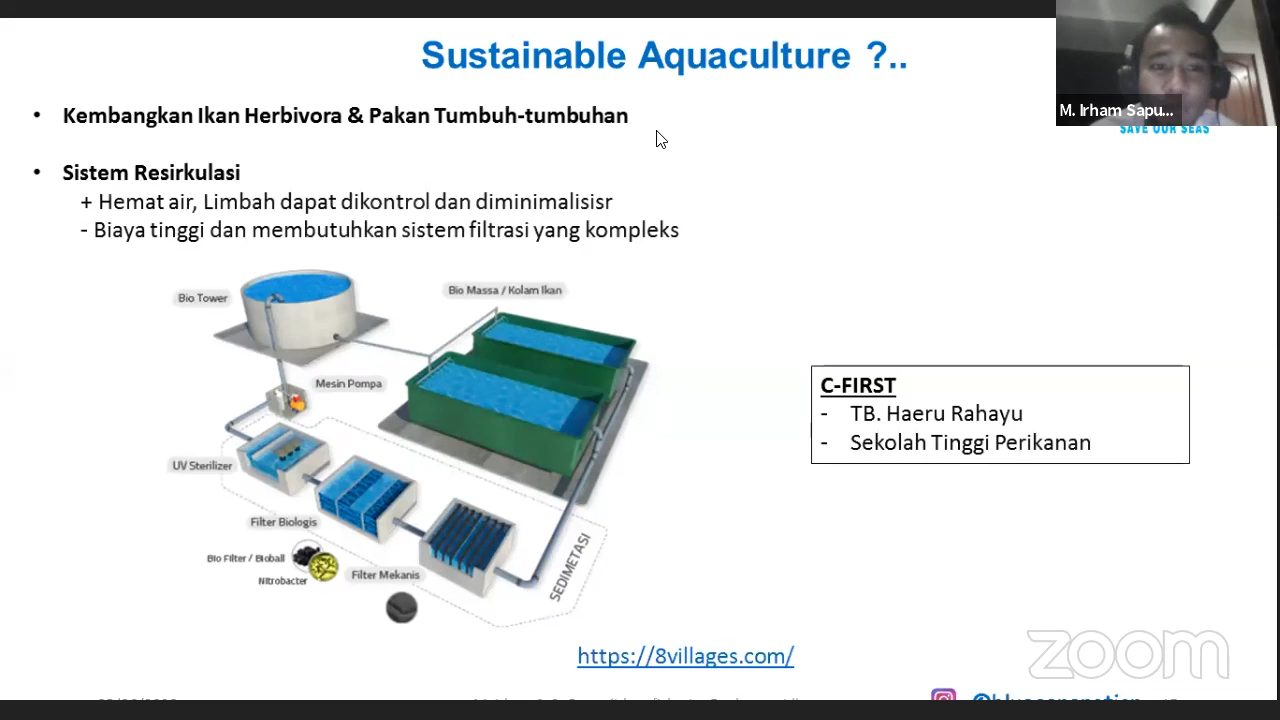 Sustainable Aquaculture ?..
M. Irham Sapu...
SAVE OUR SEAS
• Kembangkan Ikan Herbivora & Pakan Tumbuh-tumbuhan
• Sistem Resirkulasi
+ Hemat air, Limbah dapat dikontrol dan diminimalisisr
- Biaya tinggi dan membutuhkan sistem filtrasi yang kompleks
Bio Tower
Bio Massa / Kolam Ikan
Mesin Pompa
UV Sterilizer
Filter Biologis
Bio Filter / Bioball
Nitrobacter
Filter Mekanis
SEDIMETASI
C-FIRST
- TB. Haeru Rahayu
- Sekolah Tinggi Perikanan
https://8villages.com/
zoom